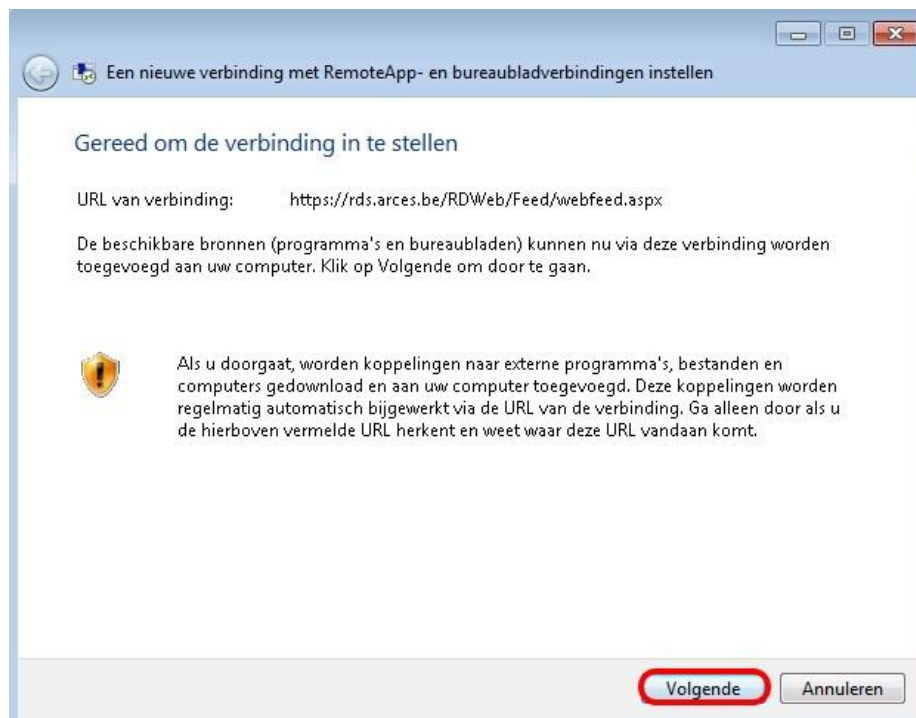 Een nieuwe verbinding met RemoteApp- en bureaubladverbindingen instellen
Gereed om de verbinding in te stellen
URL van verbinding: https://rds.arces.be/RDWeb/Feed/webfeed.aspx
De beschikbare bronnen (programma's en bureaubladen) kunnen nu via deze verbinding worden
toegevoegd aan uw computer. Klik op Volgende om door te gaan.
Als u doorgaat, worden koppelingen naar externe programma's, bestanden en
computers gedownload en aan uw computer toegevoegd. Deze koppelingen worden
regelmatig automatisch bijgewerkt via de URL van de verbinding. Ga alleen door als u
de hierboven vermelde URL herkent en weet waar deze URL vandaan komt.
Volgende
Annuleren